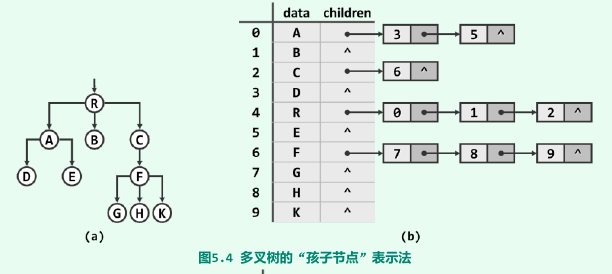 data children
0 A 3 5 ^
1 B ^
2 C 6 ^
3 D ^
4 R 0 1 2 ^
5 E ^
6 F 7 8 9 ^
7 G ^
8 H ^
9 K ^
R
A B C
D E F
G H K
(a) (b)
图5.4 多叉树的“孩子节点”表示法